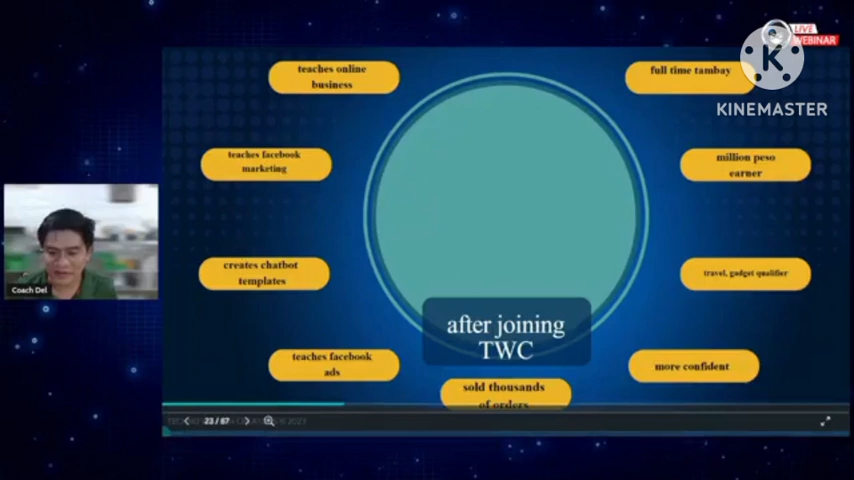 LIVE
WEBINAR
KINEMASTER
teaches online
business
full time tambay
teaches facebook
marketing
million peso
earner
creates chatbot
templates
travel, gadget qualifier
Coach Del
after joining
TWC
teaches facebook
ads
more confident
sold thousands
of orders
23 / 67